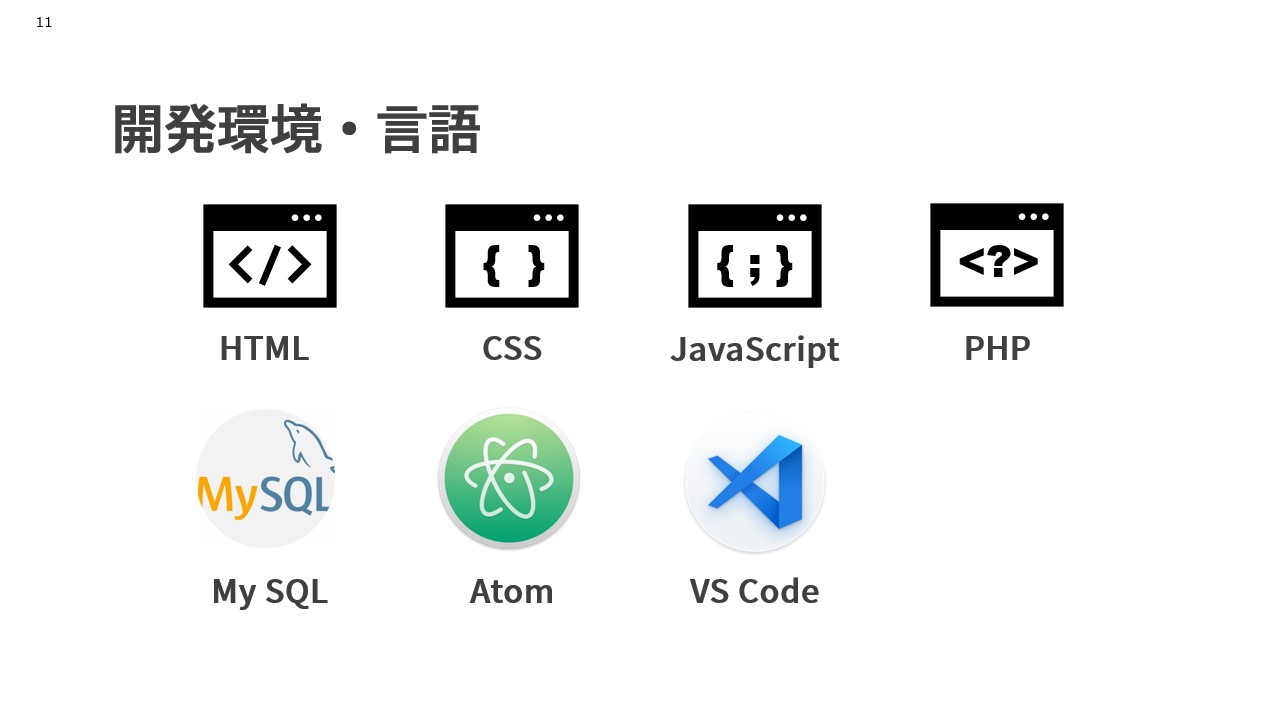 11
開発環境・言語
</>
{ }
{;}
<?>
HTML
CSS
JavaScript
PHP
MySQL
My SQL
Atom
VS Code